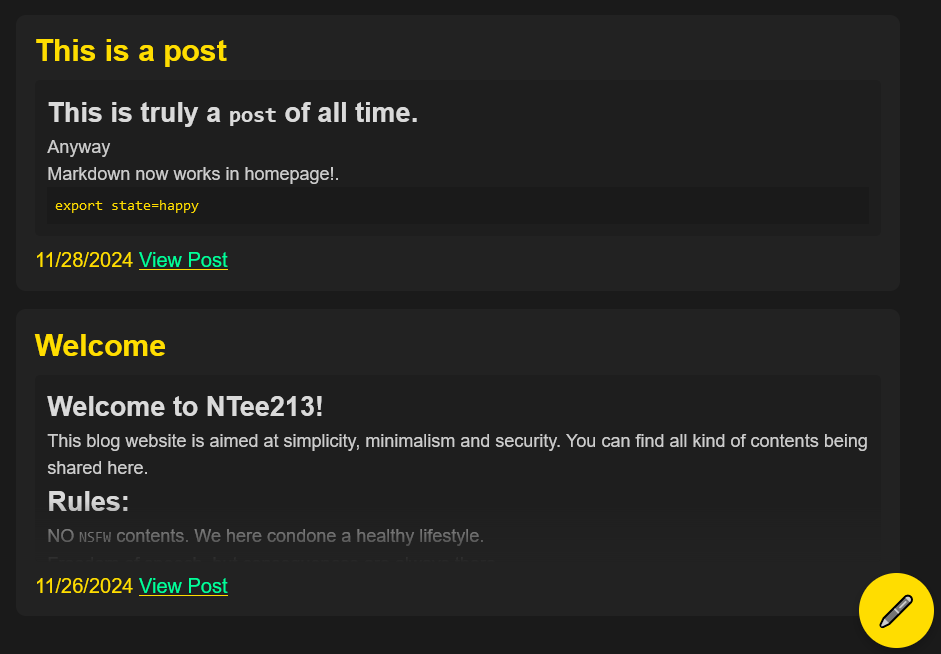 This is a post
This is truly a post of all time.
Anyway
Markdown now works in homepage!.
export state=happy
11/28/2024 View Post
Welcome
Welcome to NTee213!
This blog website is aimed at simplicity, minimalism and security. You can find all kind of contents being
shared here.
Rules:
NO NSFW contents. We here condone a healthy lifestyle.
11/26/2024 View Post